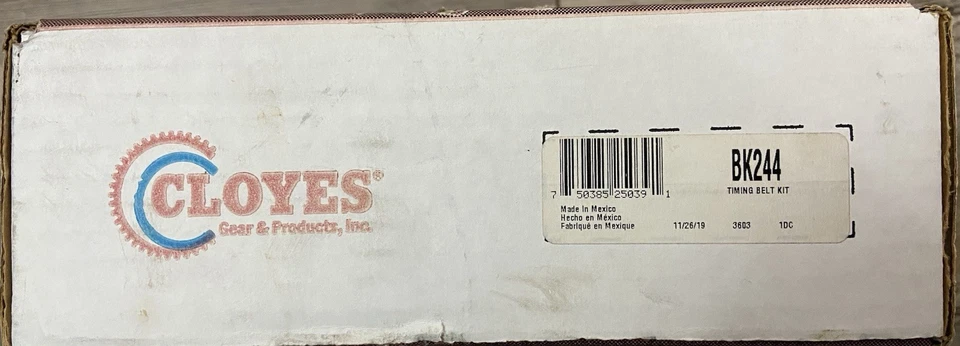 CLOYES®
Gear & Products, Inc.
BK244
TIMING BELT KIT
7 50385 25039 1
Made In Mexico
Hecho en México
Fabriqué en Mexique 11/26/19 3603 1DC